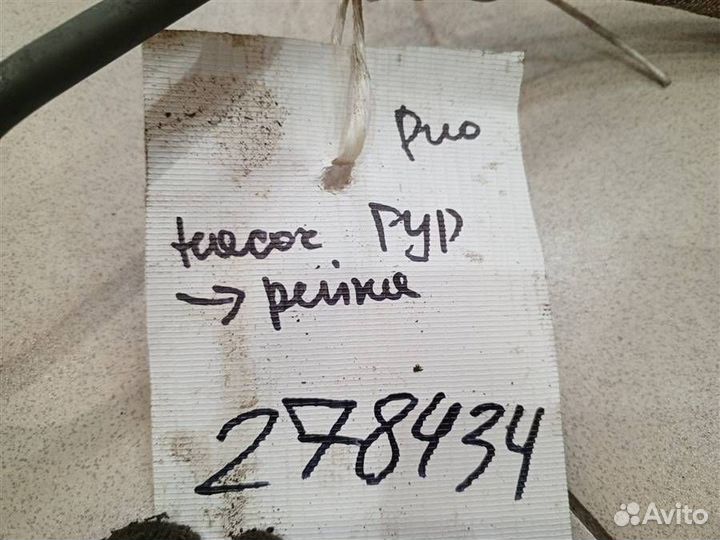 Рио
насос ГУР
→ рейка
278434
Avito